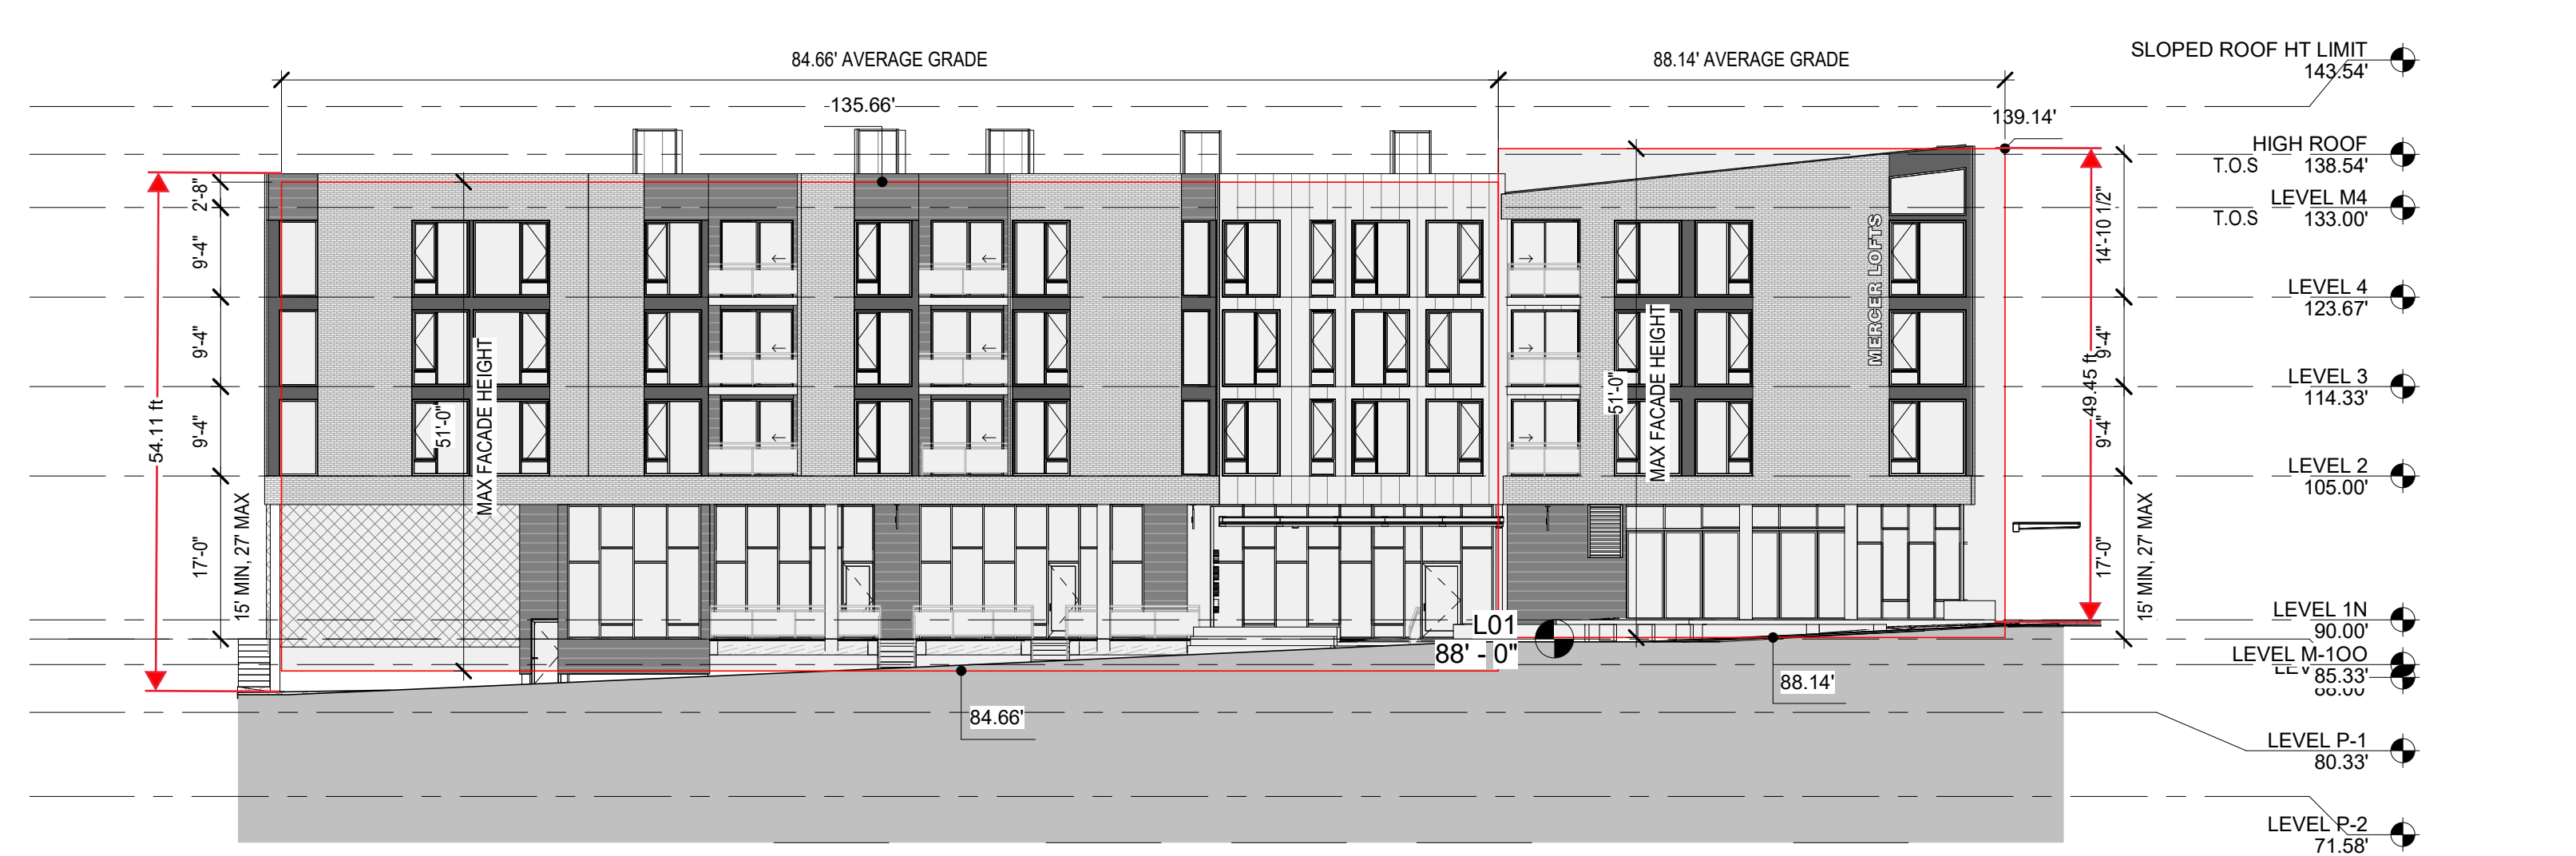 84.66' AVERAGE GRADE
88.14' AVERAGE GRADE
SLOPED ROOF HT LIMIT
143.54'
135.66'
139.14'
HIGH ROOF
T.O.S 138.54'
LEVEL M4
T.O.S 133.00'
LEVEL 4
123.67'
LEVEL 3
114.33'
LEVEL 2
105.00'
LEVEL 1N
90.00'
LEVEL M-1OO
85.33'
88.00
LEVEL P-1
80.33'
LEVEL P-2
71.58'
54.11 ft
2'-8"
9'-4"
9'-4"
9'-4"
17'-0"
15' MIN, 27' MAX
51'-0"
MAX FACADE HEIGHT
51'-0"
MAX FACADE HEIGHT
MERCER LOFTS
49.45 ft
14'-10 1/2"
9'-4"
9'-4"
17'-0"
15' MIN, 27' MAX
L01
88' - 0"
84.66'
88.14'